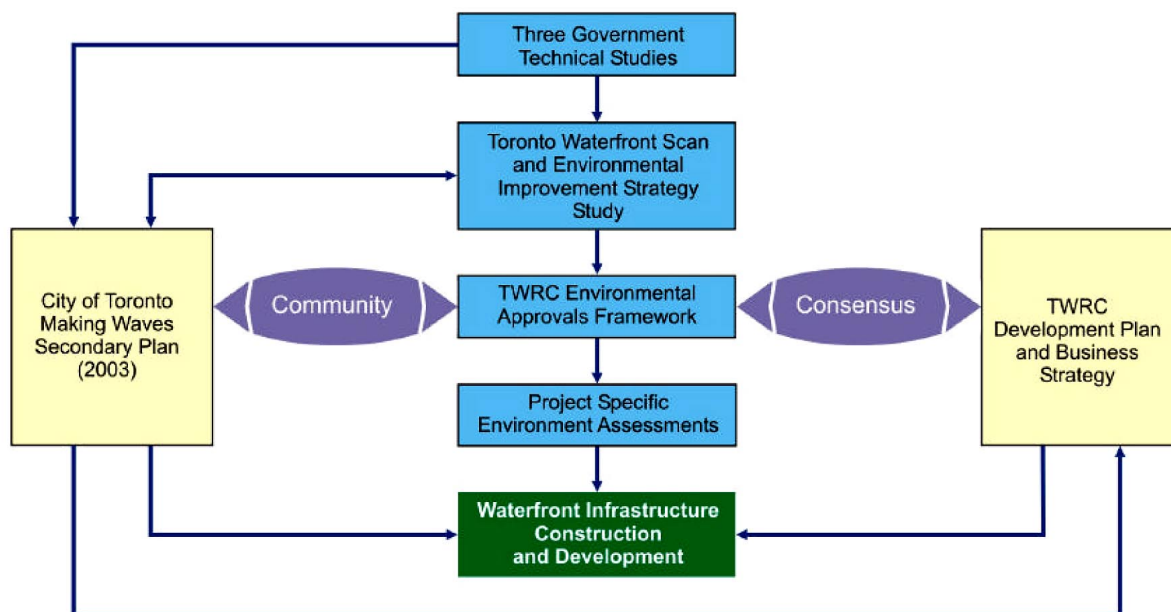 Three Government
Technical Studies
Toronto Waterfront Scan
and Environmental
Improvement Strategy
Study
City of Toronto
Making Waves
Secondary Plan
(2003)
Community
TWRC Environmental
Approvals Framework
Consensus
TWRC
Development Plan
and Business
Strategy
Project Specific
Environment Assessments
Waterfront Infrastructure
Construction
and Development